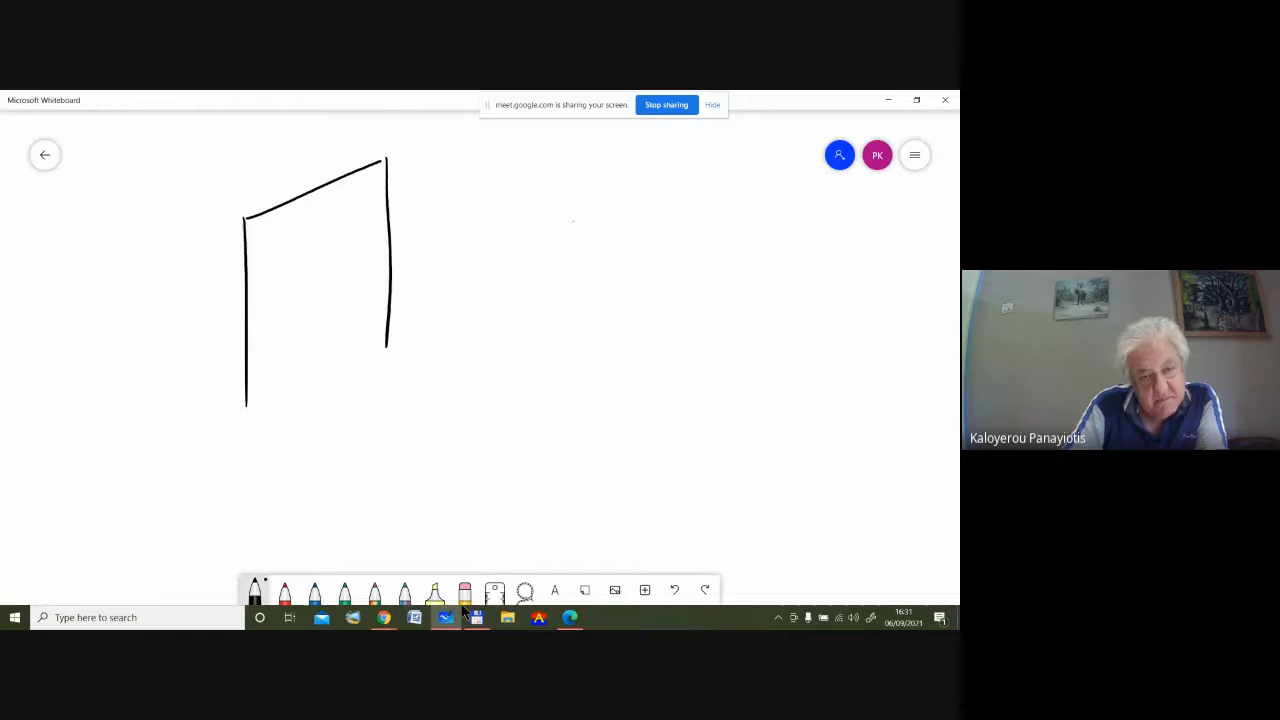 Microsoft Whiteboard
meet.google.com is sharing your screen.
Stop sharing
Hide
PK
Kaloyerou Panayiotis
A
Type here to search
16:31
06/09/2021